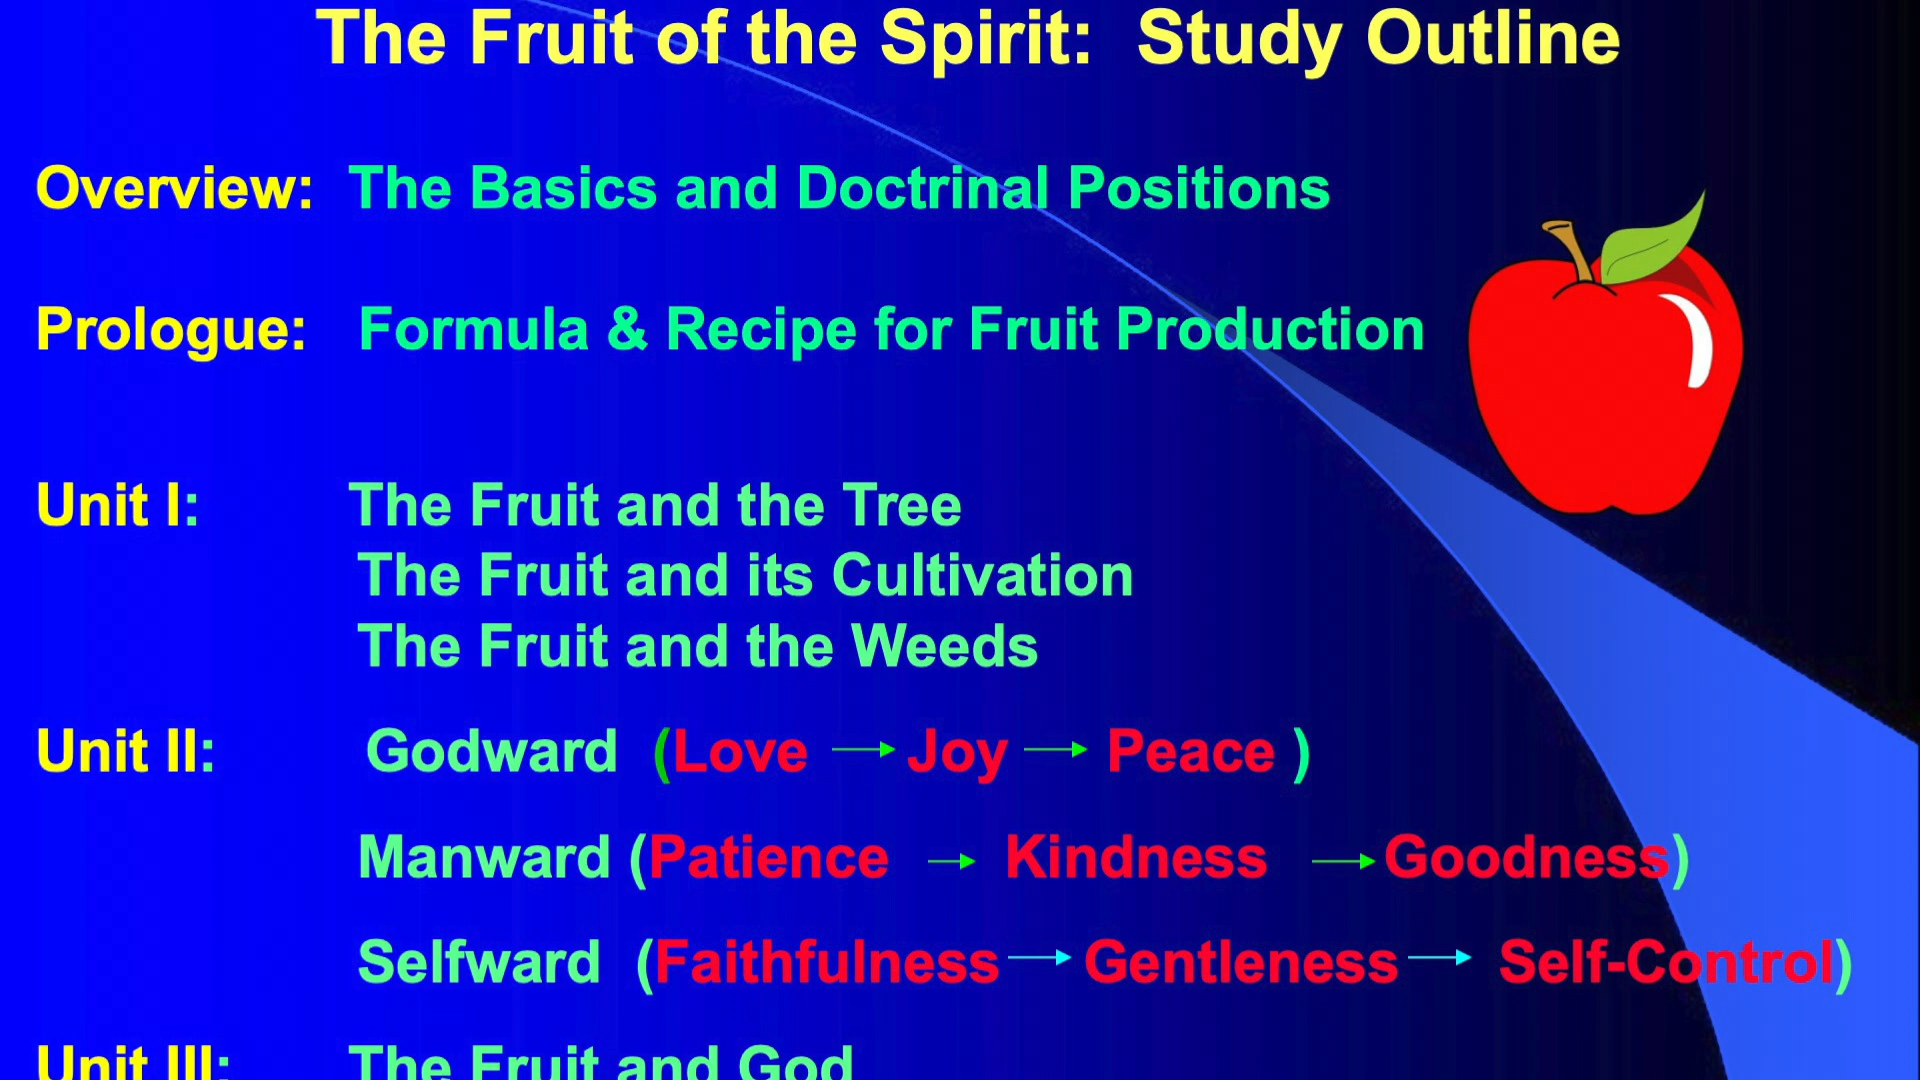 The Fruit of the Spirit: Study Outline
Overview: The Basics and Doctrinal Positions
Prologue: Formula & Recipe for Fruit Production
Unit I: The Fruit and the Tree
The Fruit and its Cultivation
The Fruit and the Weeds
Unit II: Godward (Love Joy Peace )
Manward (Patience Kindness Goodness)
Selfward (Faithfulness Gentleness Self-Control)
Unit III: The Fruit and God